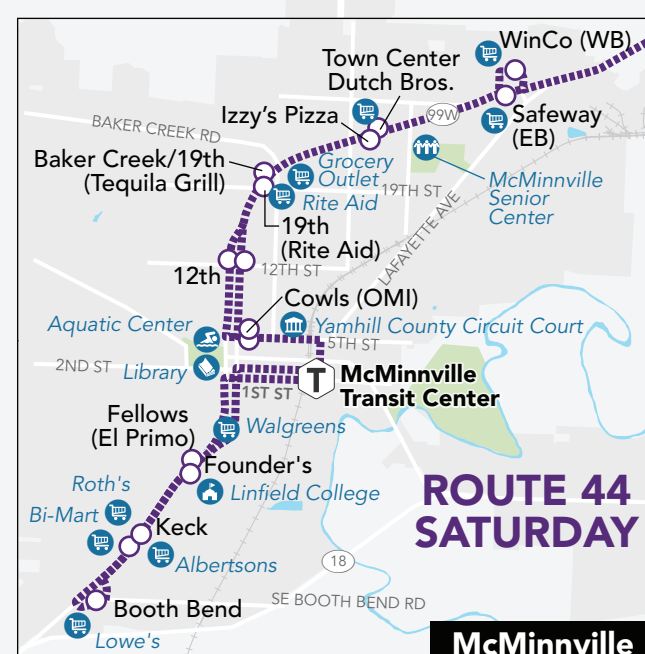 WinCo (WB)
Town Center
Dutch Bros.
99W
Izzy's Pizza
Safeway
(EB)
BAKER CREEK RD
Baker Creek/19th
(Tequila Grill)
Grocery
Outlet
19TH ST
McMinnville
Senior
Center
Rite Aid
19th
(Rite Aid)
LAFAYETTE AVE
12th
12TH ST
Cowls (OMI)
Aquatic Center
Yamhill County Circuit Court
5TH ST
2ND ST
Library
1ST ST
T
McMinnville
Transit Center
Fellows
(El Primo)
Walgreens
Founder's
Roth's
Linfield College
ROUTE 44
SATURDAY
Bi-Mart
Keck
Albertsons
18
Booth Bend
SE BOOTH BEND RD
Lowe's
McMinnville